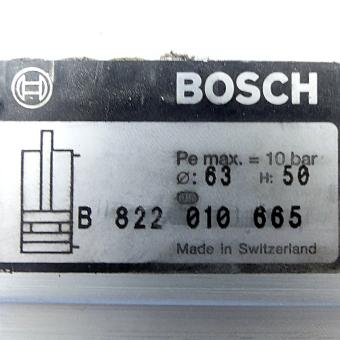 BOSCH
Pe max. = 10 bar
Ø: 63 H: 50
B 822 010 665
Made in Switzerland